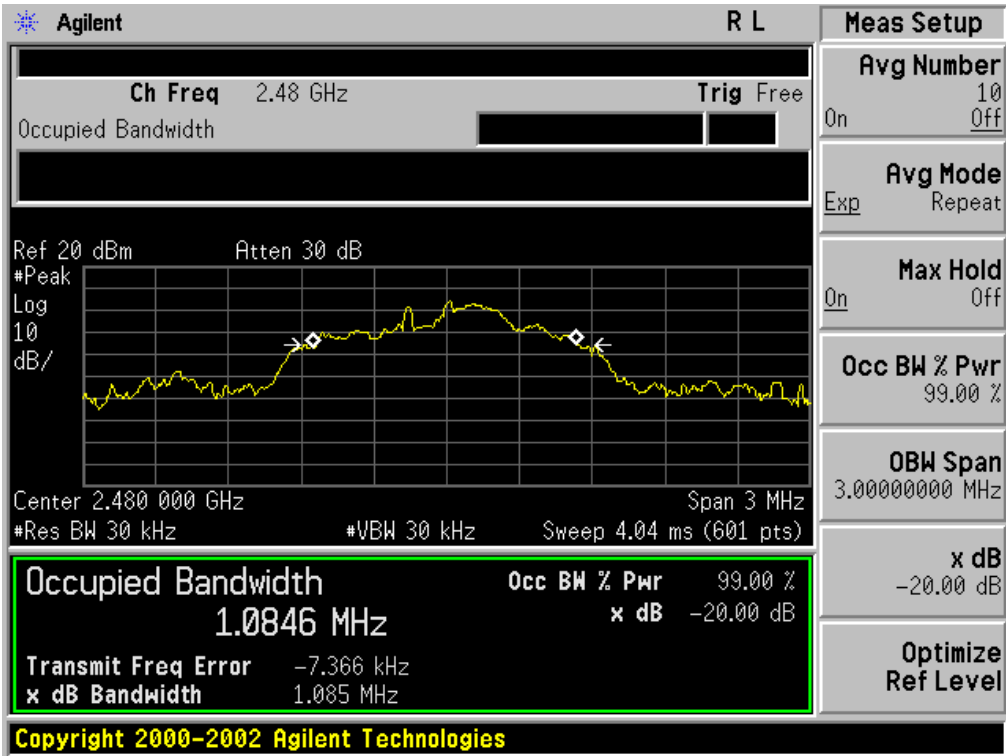 Agilent
R L
Ch Freq 2.48 GHz
Trig Free
Occupied Bandwidth
Ref 20 dBm Atten 30 dB
#Peak
Log
10
dB/
Center 2.480 000 GHz Span 3 MHz
#Res BW 30 kHz #VBW 30 kHz Sweep 4.04 ms (601 pts)
Occupied Bandwidth
1.0846 MHz
Occ BW % Pwr 99.00 %
x dB -20.00 dB
Transmit Freq Error -7.366 kHz
x dB Bandwidth 1.085 MHz
Copyright 2000-2002 Agilent Technologies
Meas Setup
Avg Number
10
On Off
Avg Mode
Exp Repeat
Max Hold
On Off
Occ BW % Pwr
99.00 %
OBW Span
3.00000000 MHz
x dB
-20.00 dB
Optimize
Ref Level